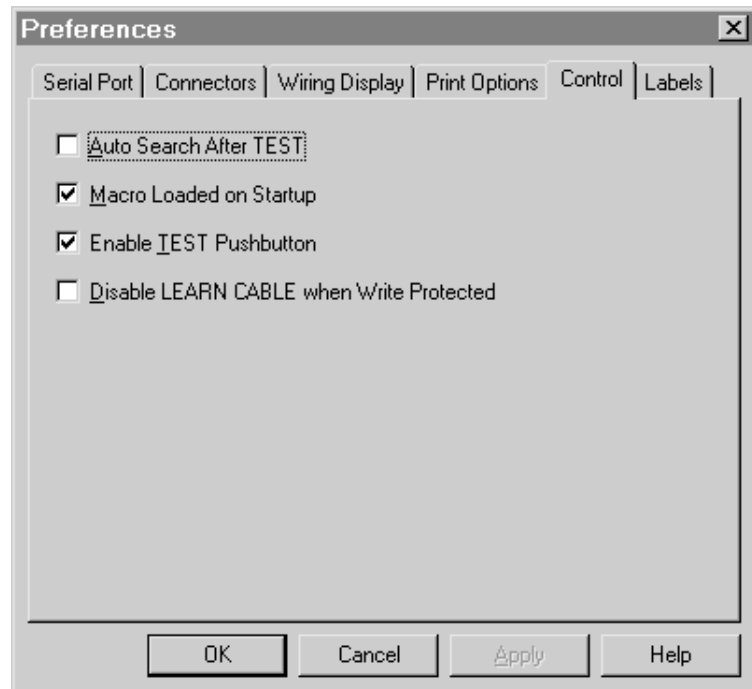 Preferences
Serial Port Connectors Wiring Display Print Options Control Labels
Auto Search After TEST
Macro Loaded on Startup
Enable TEST Pushbutton
Disable LEARN CABLE when Write Protected
OK Cancel Apply Help